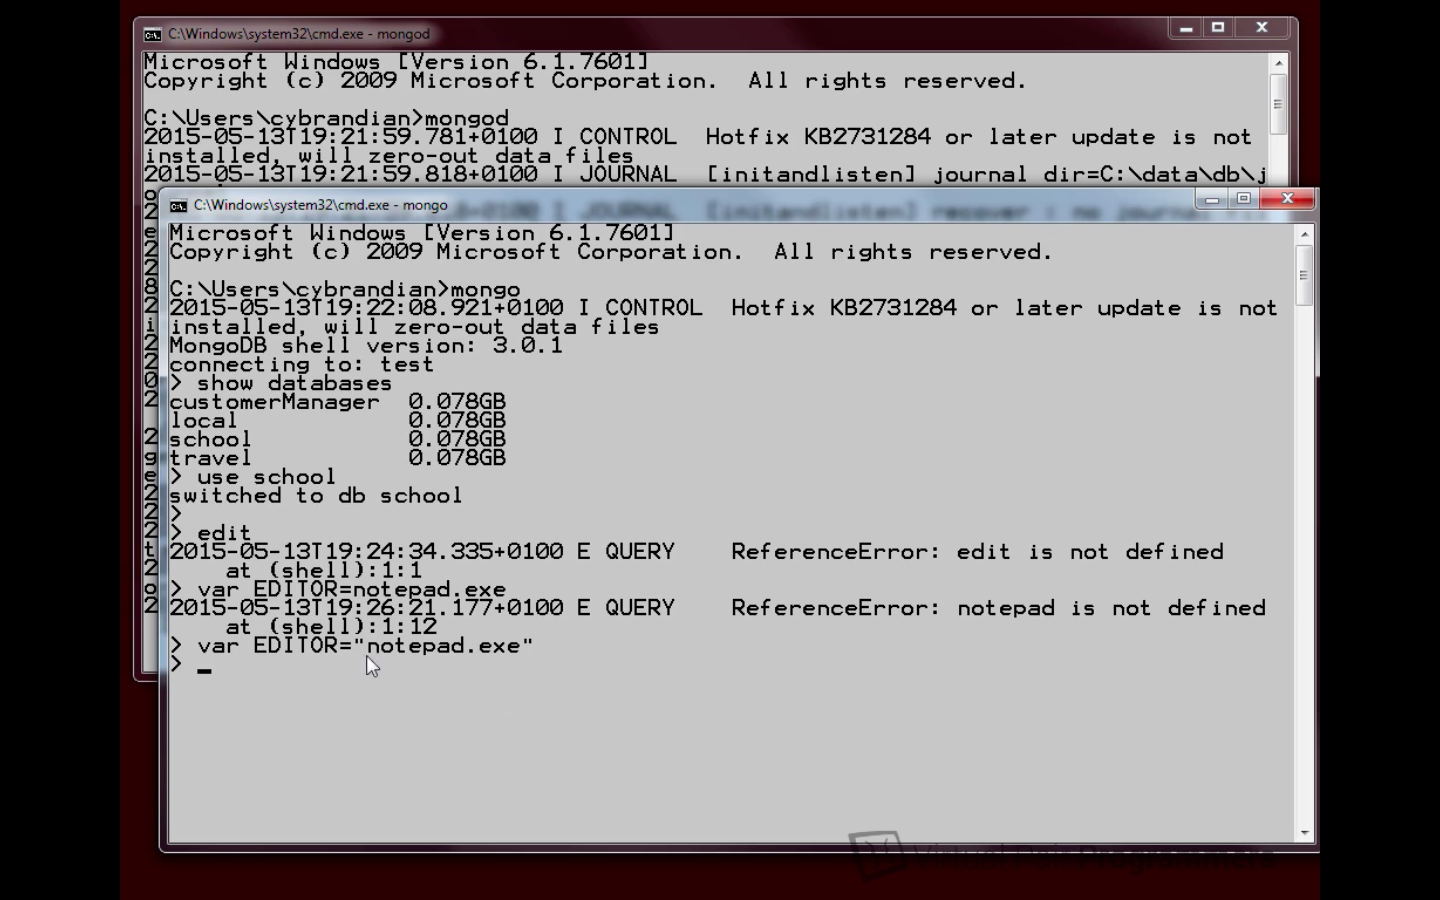 C:\Windows\system32\cmd.exe - mongod
Microsoft Windows [Version 6.1.7601]
Copyright (c) 2009 Microsoft Corporation.  All rights reserved.
C:\Users\cybrandian>mongod
2015-05-13T19:21:59.781+0100 I CONTROL  Hotfix KB2731284 or later update is not
installed, will zero-out data files
2015-05-13T19:21:59.818+0100 I JOURNAL  [initandlisten] journal dir=C:\data\db\j
C:\Windows\system32\cmd.exe - mongo
Microsoft Windows [Version 6.1.7601]
Copyright (c) 2009 Microsoft Corporation.  All rights reserved.
C:\Users\cybrandian>mongo
2015-05-13T19:22:08.921+0100 I CONTROL  Hotfix KB2731284 or later update is not
installed, will zero-out data files
MongoDB shell version: 3.0.1
connecting to: test
> show databases
customerManager  0.078GB
local            0.078GB
school           0.078GB
travel           0.078GB
> use school
switched to db school
>
> edit
2015-05-13T19:24:34.335+0100 E QUERY    ReferenceError: edit is not defined
    at (shell):1:1
> var EDITOR=notepad.exe
2015-05-13T19:26:21.177+0100 E QUERY    ReferenceError: notepad is not defined
    at (shell):1:12
> var EDITOR="notepad.exe"
> _
Virtual Pair Programmers